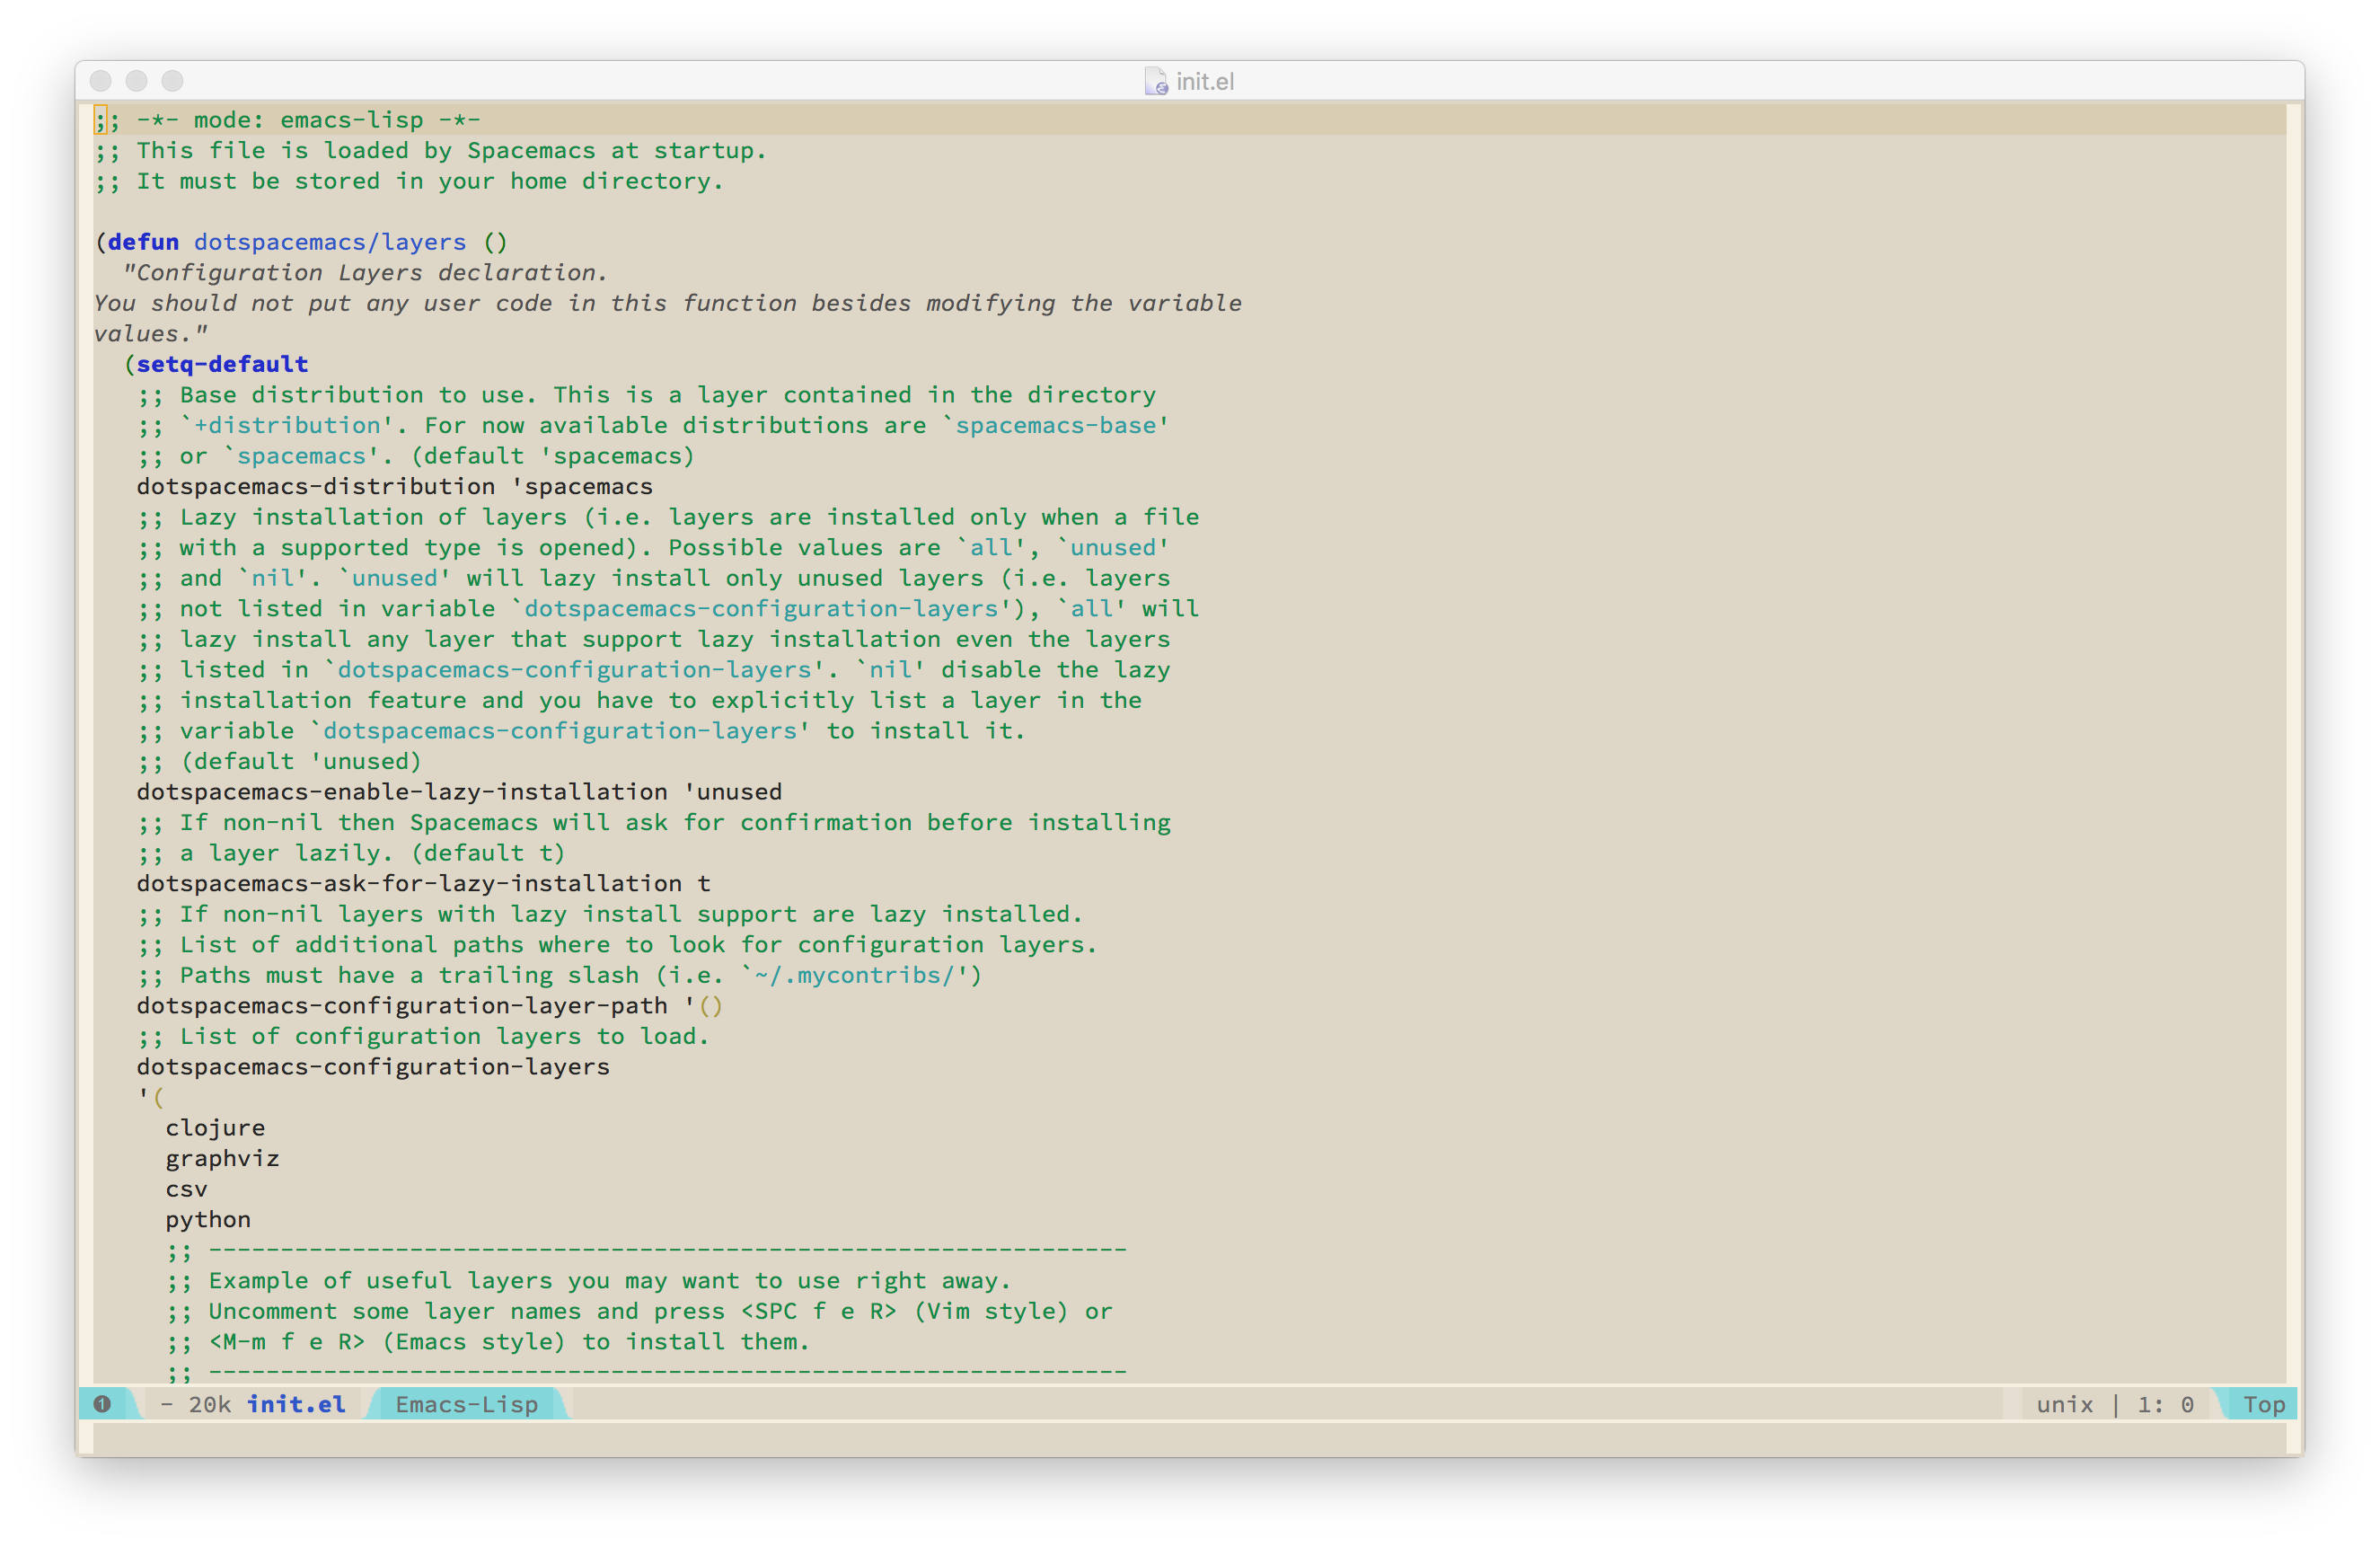 init.el
;; -*- mode: emacs-lisp -*-
;; This file is loaded by Spacemacs at startup.
;; It must be stored in your home directory.

(defun dotspacemacs/layers ()
  "Configuration Layers declaration.
You should not put any user code in this function besides modifying the variable
values."
  (setq-default
   ;; Base distribution to use. This is a layer contained in the directory
   ;; `+distribution'. For now available distributions are `spacemacs-base'
   ;; or `spacemacs'. (default 'spacemacs)
   dotspacemacs-distribution 'spacemacs
   ;; Lazy installation of layers (i.e. layers are installed only when a file
   ;; with a supported type is opened). Possible values are `all', `unused'
   ;; and `nil'. `unused' will lazy install only unused layers (i.e. layers
   ;; not listed in variable `dotspacemacs-configuration-layers'), `all' will
   ;; lazy install any layer that support lazy installation even the layers
   ;; listed in `dotspacemacs-configuration-layers'. `nil' disable the lazy
   ;; installation feature and you have to explicitly list a layer in the
   ;; variable `dotspacemacs-configuration-layers' to install it.
   ;; (default 'unused)
   dotspacemacs-enable-lazy-installation 'unused
   ;; If non-nil then Spacemacs will ask for confirmation before installing
   ;; a layer lazily. (default t)
   dotspacemacs-ask-for-lazy-installation t
   ;; If non-nil layers with lazy install support are lazy installed.
   ;; List of additional paths where to look for configuration layers.
   ;; Paths must have a trailing slash (i.e. `~/.mycontribs/')
   dotspacemacs-configuration-layer-path '()
   ;; List of configuration layers to load.
   dotspacemacs-configuration-layers
   '(
     clojure
     graphviz
     csv
     python
     ;; ----------------------------------------------------------------
     ;; Example of useful layers you may want to use right away.
     ;; Uncomment some layer names and press <SPC f e R> (Vim style) or
     ;; <M-m f e R> (Emacs style) to install them.
     ;; ----------------------------------------------------------------
❶ - 20k init.el Emacs-Lisp unix | 1: 0 Top